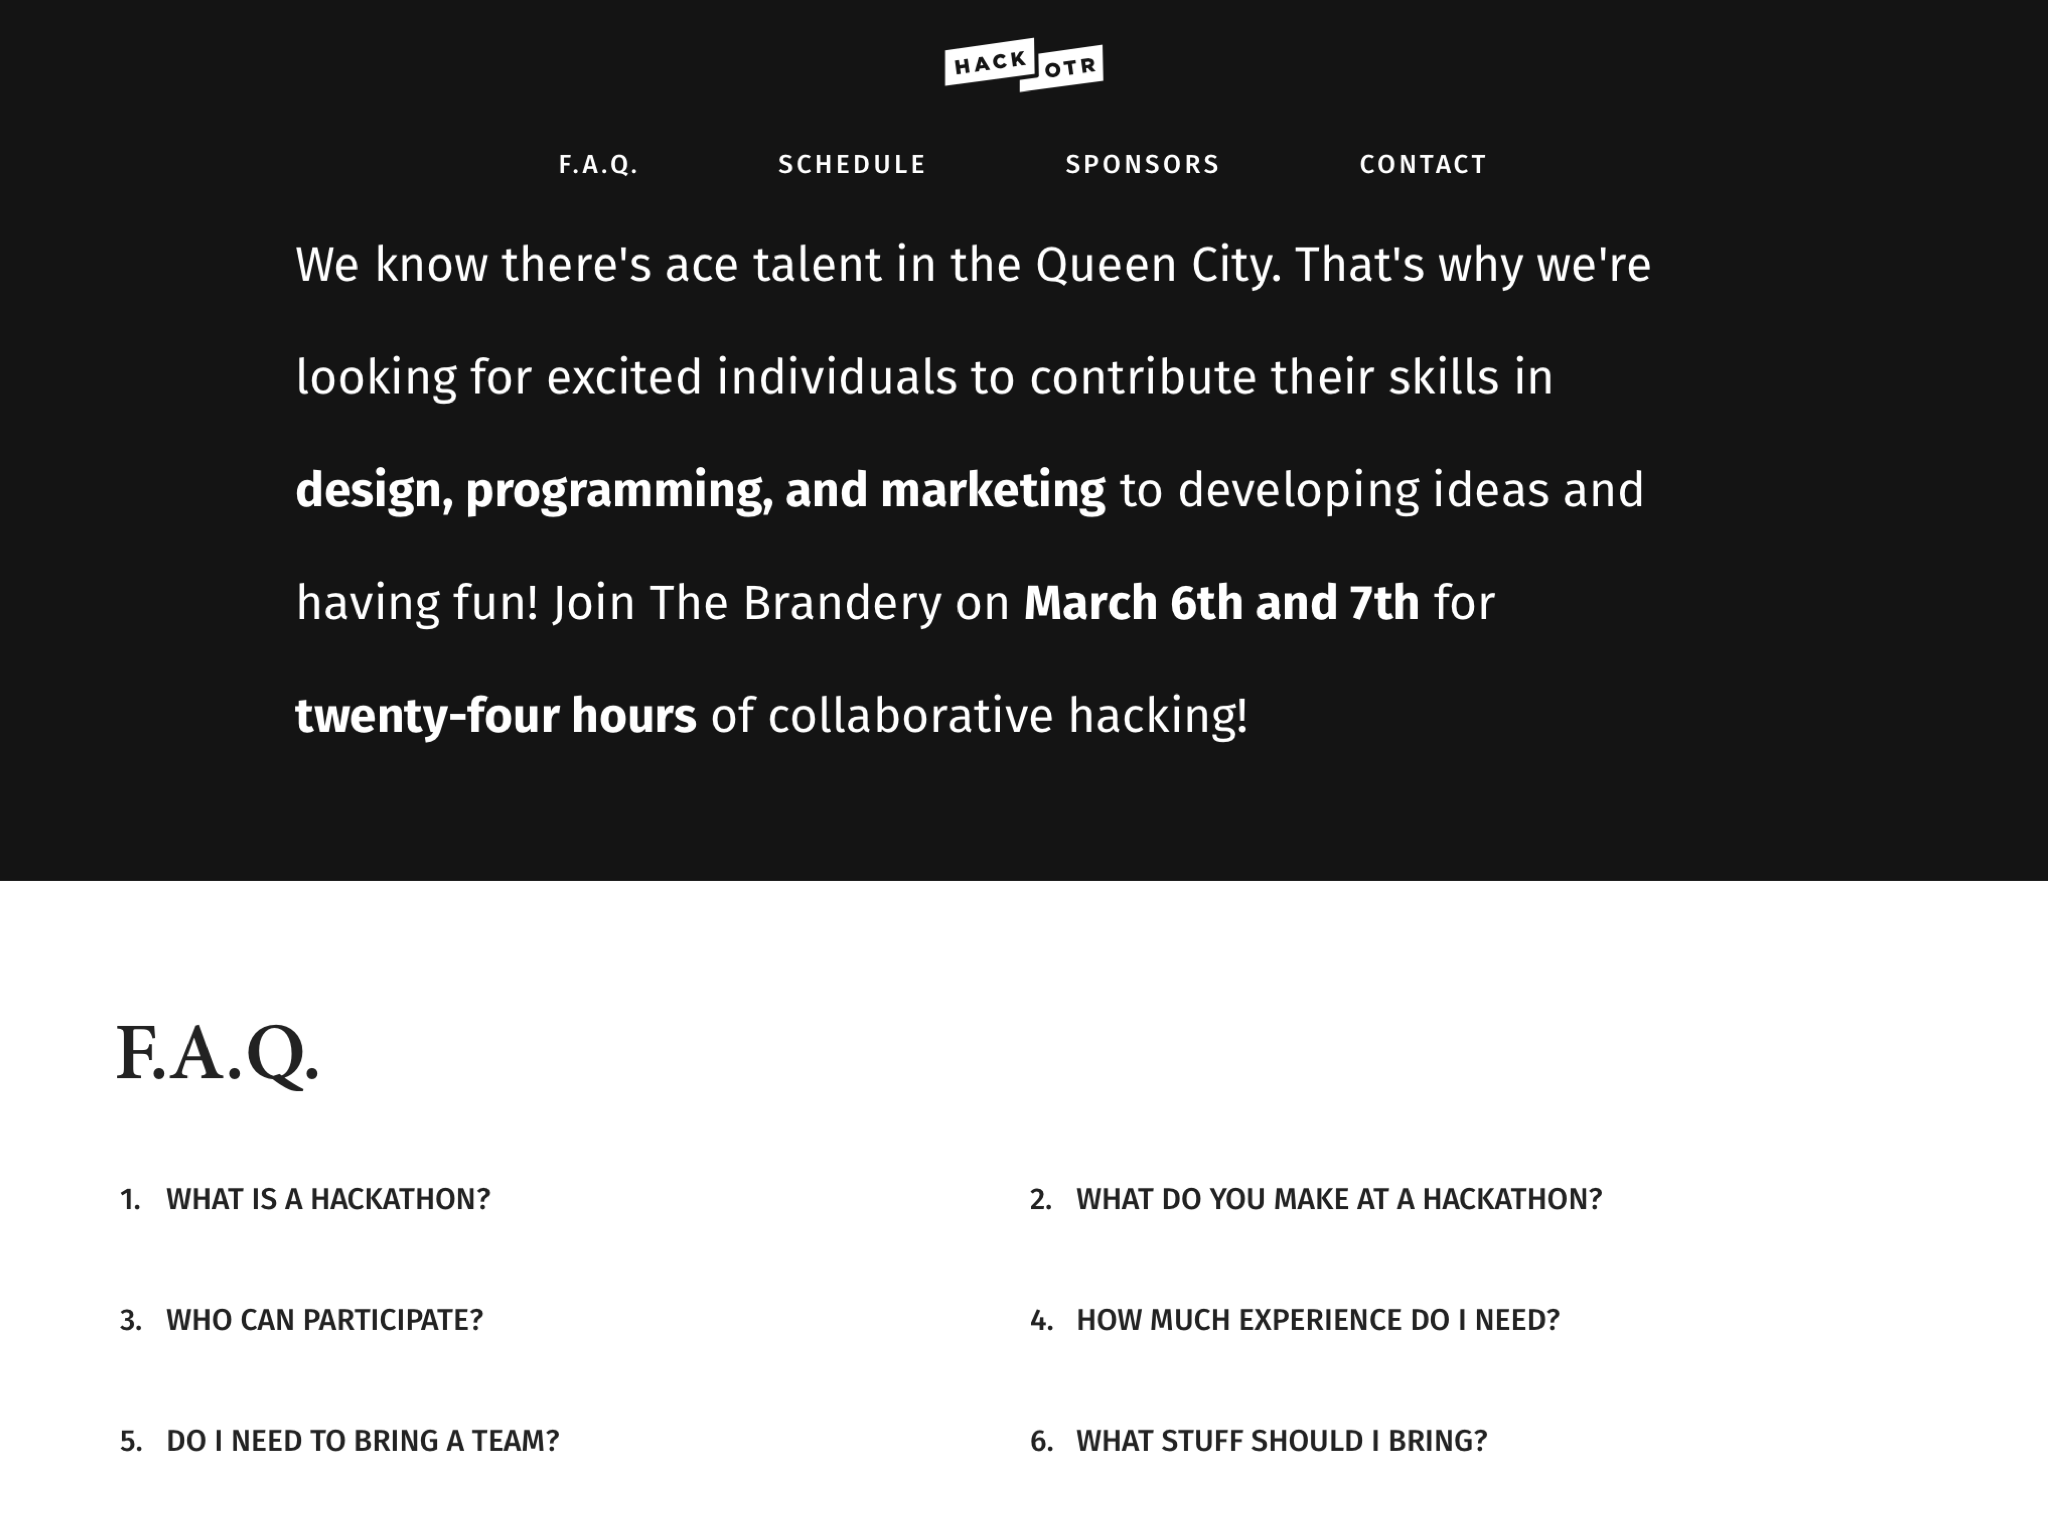 HACK OTR
F.A.Q. SCHEDULE SPONSORS CONTACT
We know there's ace talent in the Queen City. That's why we're
looking for excited individuals to contribute their skills in
design, programming, and marketing to developing ideas and
having fun! Join The Brandery on March 6th and 7th for
twenty-four hours of collaborative hacking!
F.A.Q.
1. WHAT IS A HACKATHON?
2. WHAT DO YOU MAKE AT A HACKATHON?
3. WHO CAN PARTICIPATE?
4. HOW MUCH EXPERIENCE DO I NEED?
5. DO I NEED TO BRING A TEAM?
6. WHAT STUFF SHOULD I BRING?